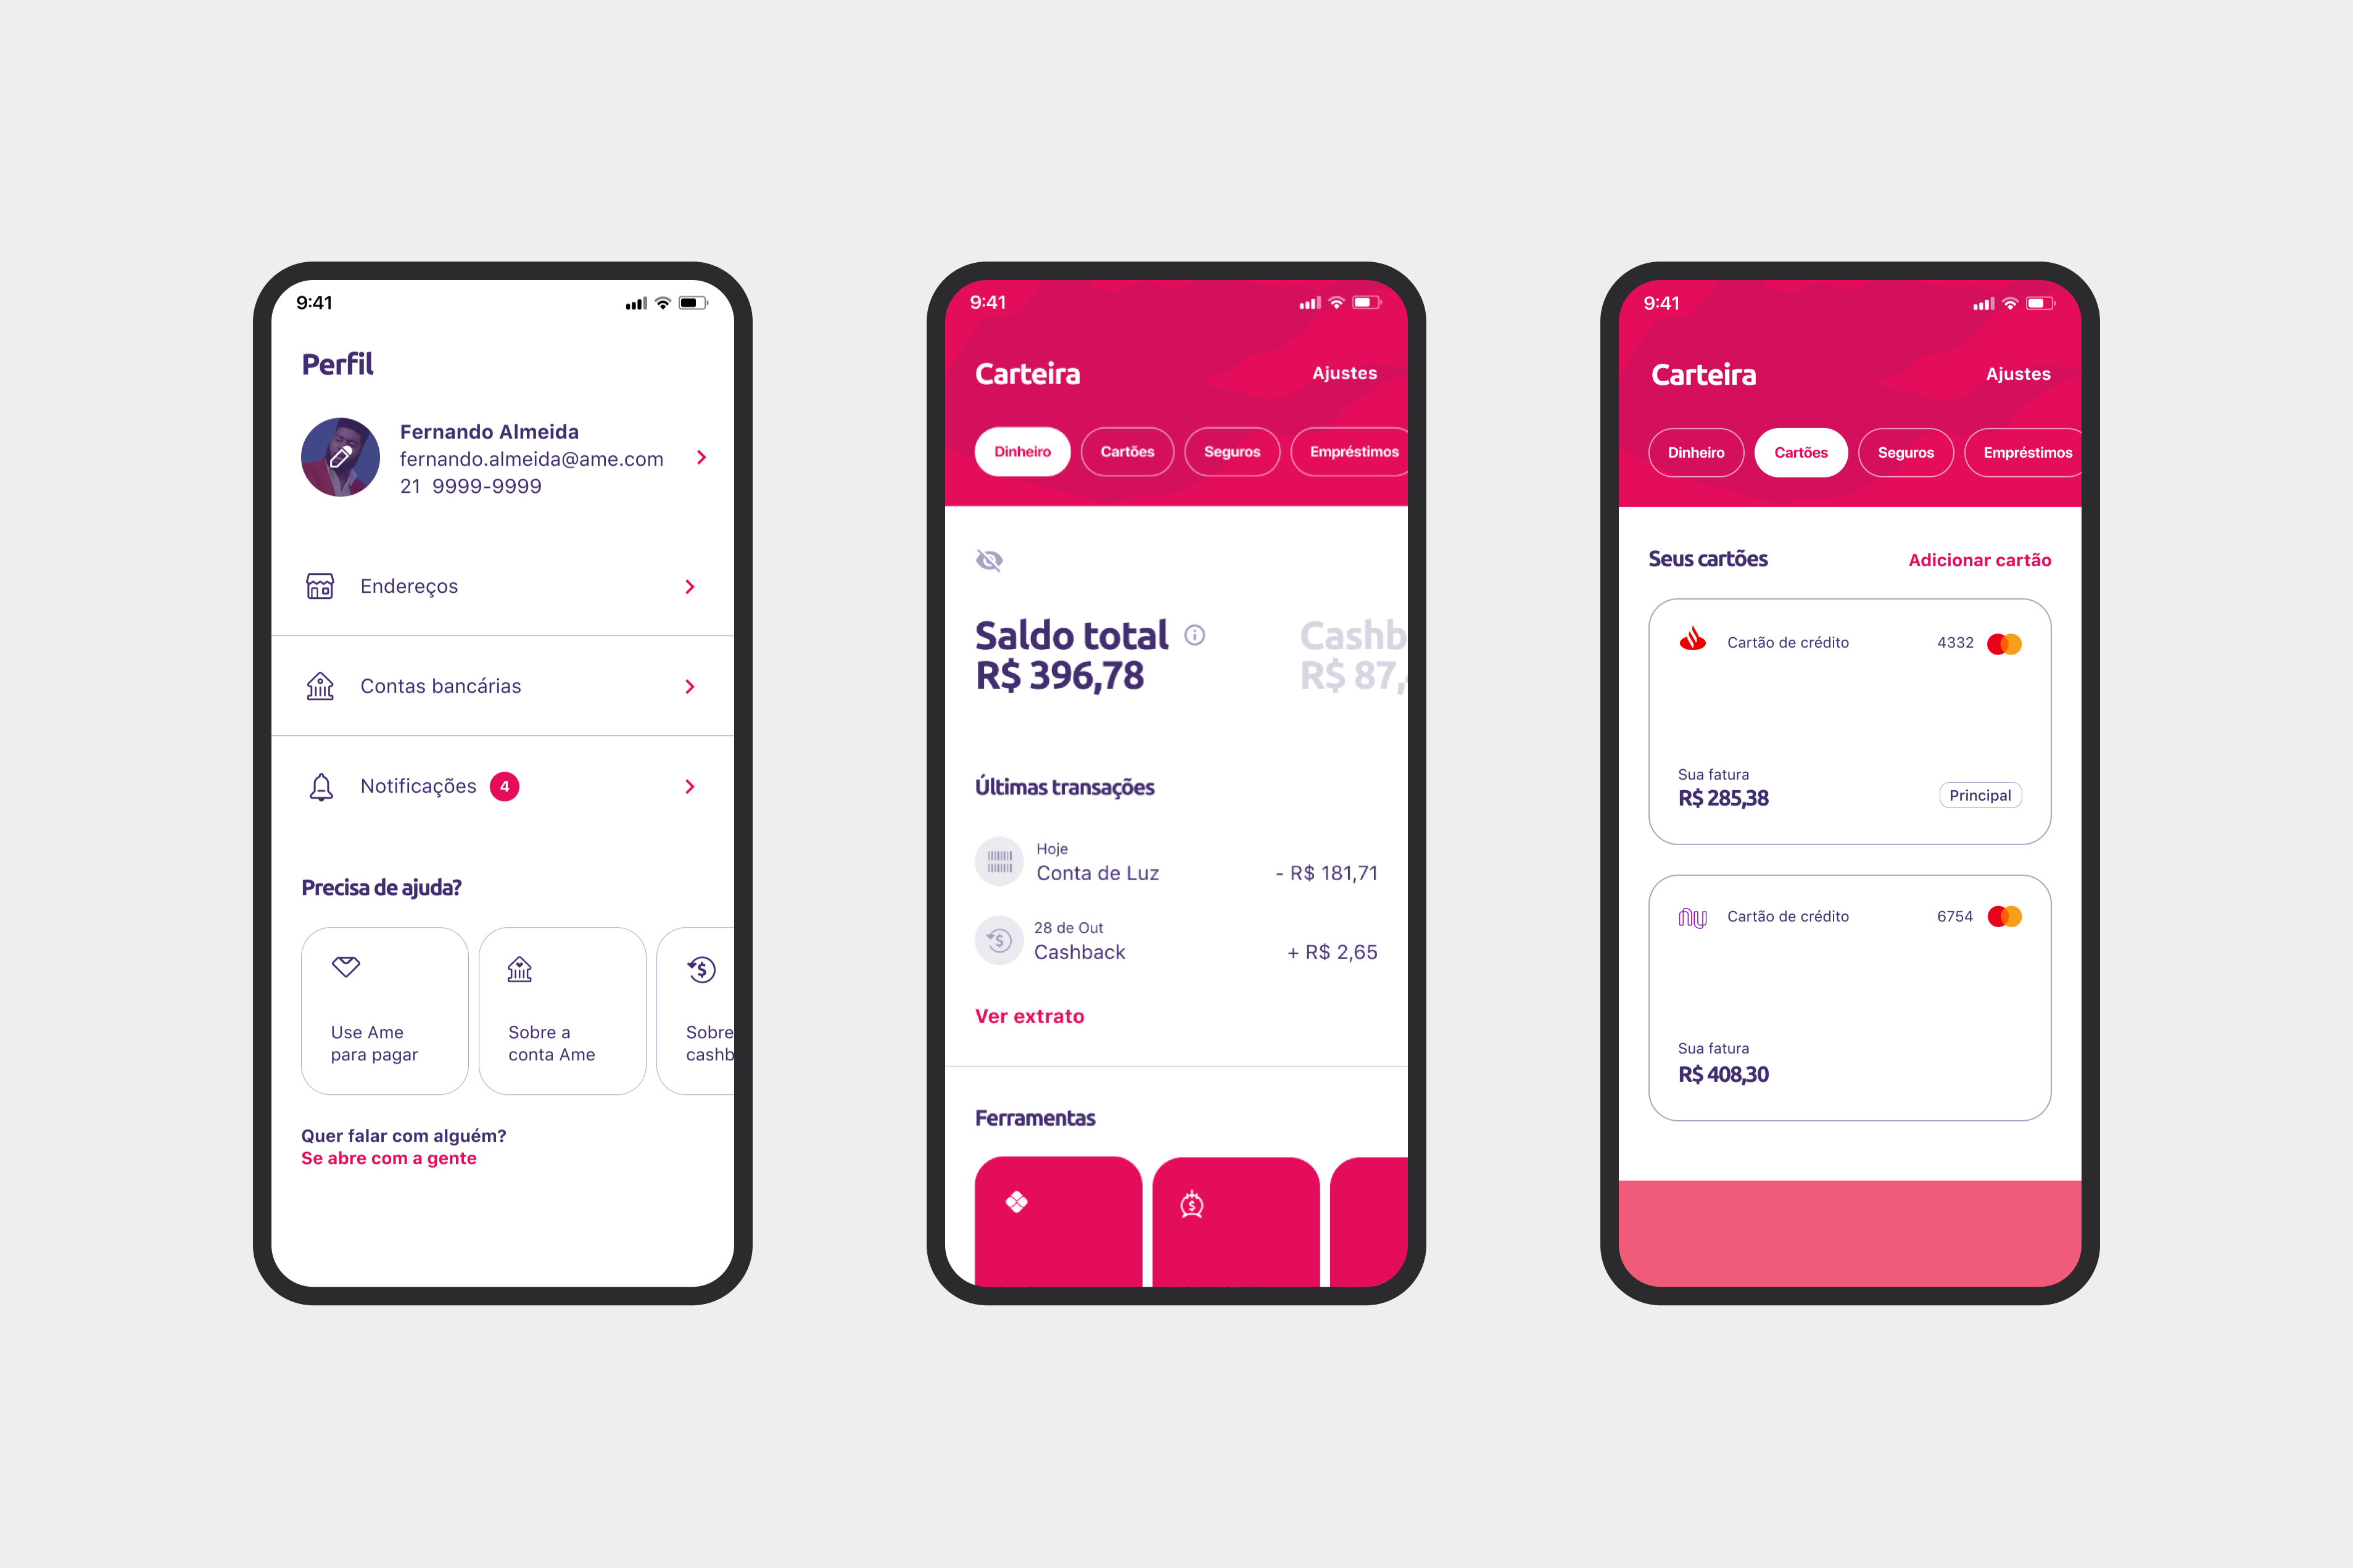 9:41
Perfil
Fernando Almeida
fernando.almeida@ame.com
21 9999-9999
Endereços
Contas bancárias
Notificações 4
Precisa de ajuda?
Use Ame
para pagar
Sobre a
conta Ame
Sobre
cashb
Quer falar com alguém?
Se abre com a gente
9:41
Carteira Ajustes
Dinheiro Cartões Seguros Empréstimos
Saldo total
R$ 396,78
Cashb
R$ 87,
Últimas transações
Hoje
Conta de Luz - R$ 181,71
28 de Out
Cashback + R$ 2,65
Ver extrato
Ferramentas
9:41
Carteira Ajustes
Dinheiro Cartões Seguros Empréstimos
Seus cartões Adicionar cartão
Cartão de crédito 4332
Sua fatura
R$ 285,38 Principal
nu Cartão de crédito 6754
Sua fatura
R$ 408,30